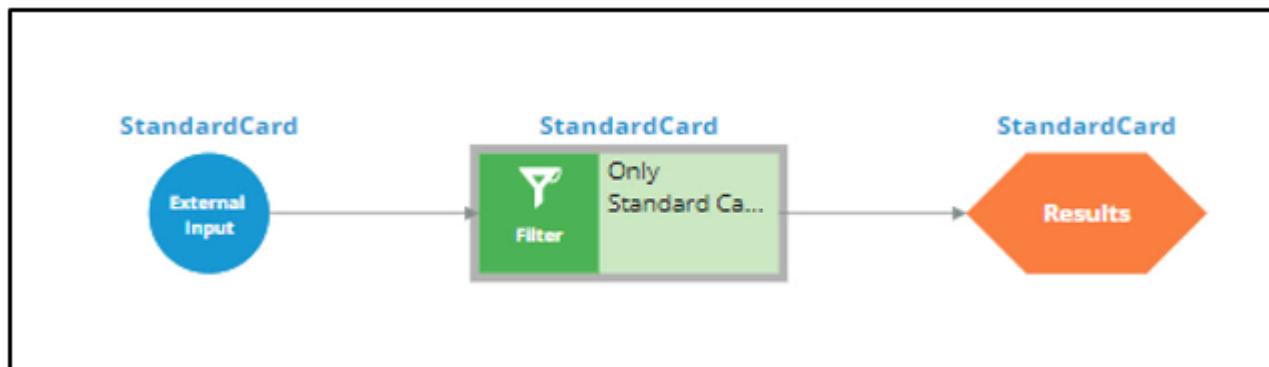 StandardCard
StandardCard
StandardCard
External
Input
Filter
Only
Standard Ca...
Results